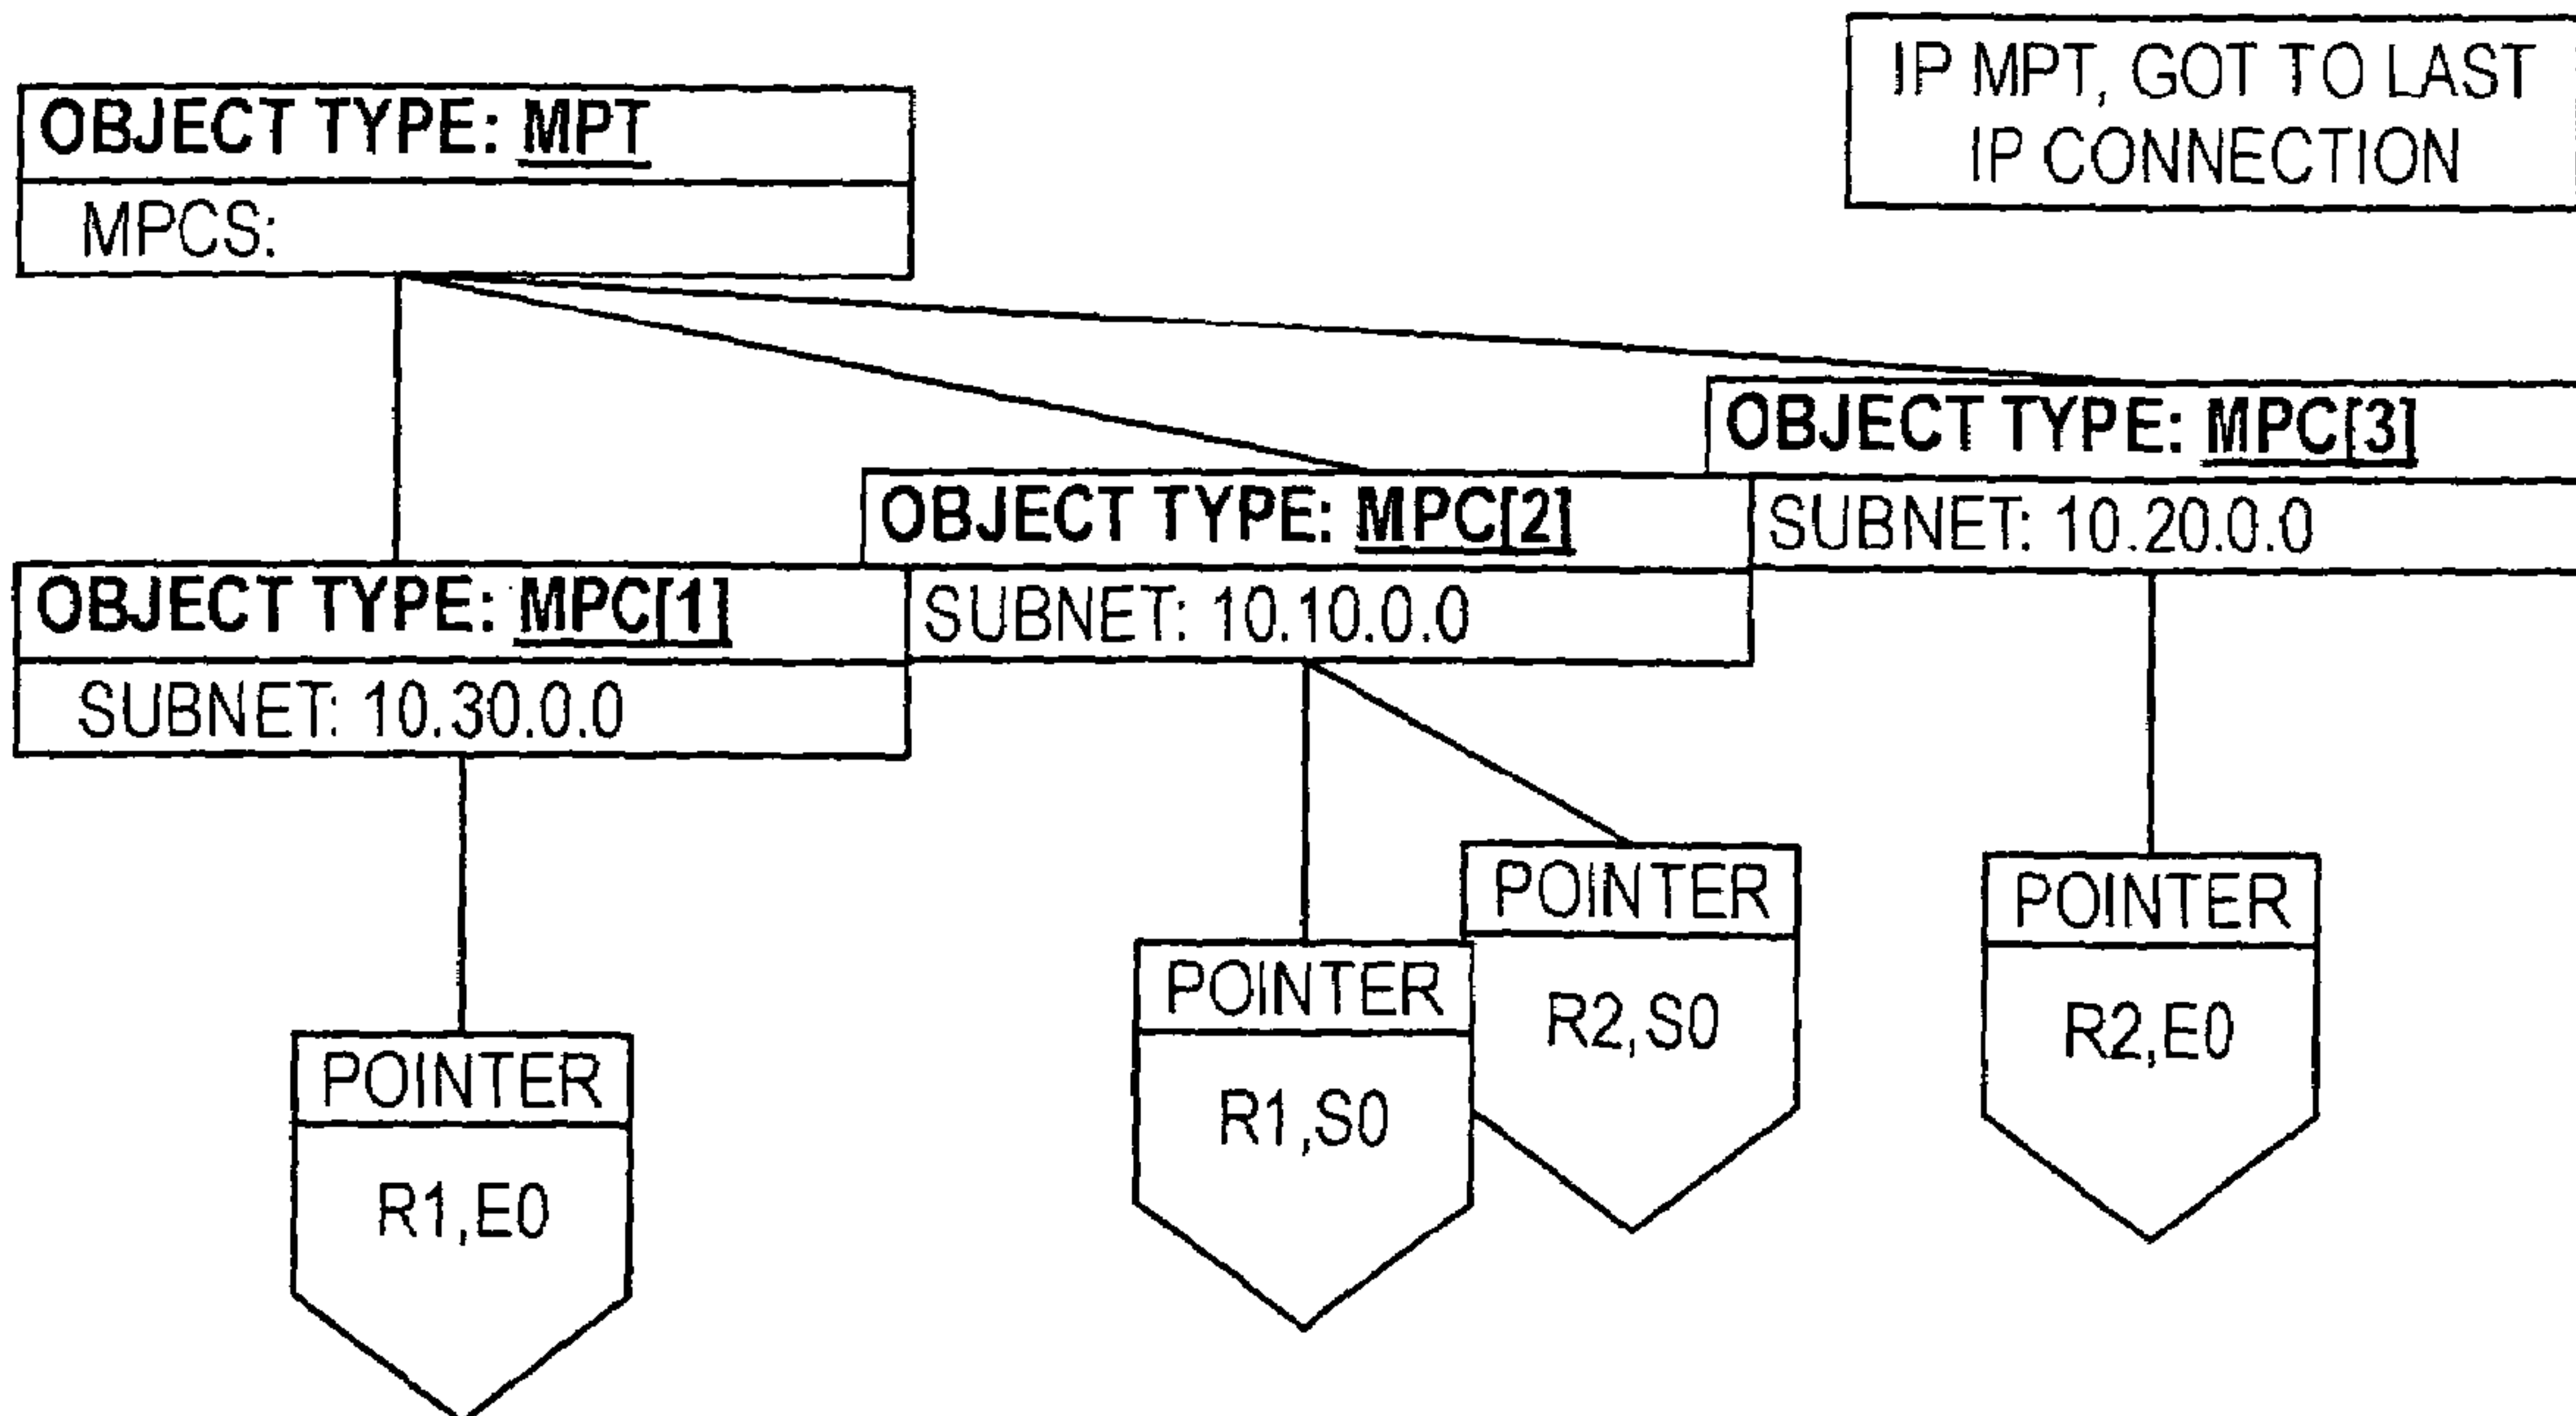 IP MPT, GOT TO LAST
IP CONNECTION
OBJECT TYPE: MPT
MPCS:
OBJECT TYPE: MPC[3]
SUBNET: 10.20.0.0
OBJECT TYPE: MPC[2]
SUBNET: 10.10.0.0
OBJECT TYPE: MPC[1]
SUBNET: 10.30.0.0
POINTER
R1,E0
POINTER
R1,S0
POINTER
R2,S0
POINTER
R2,E0